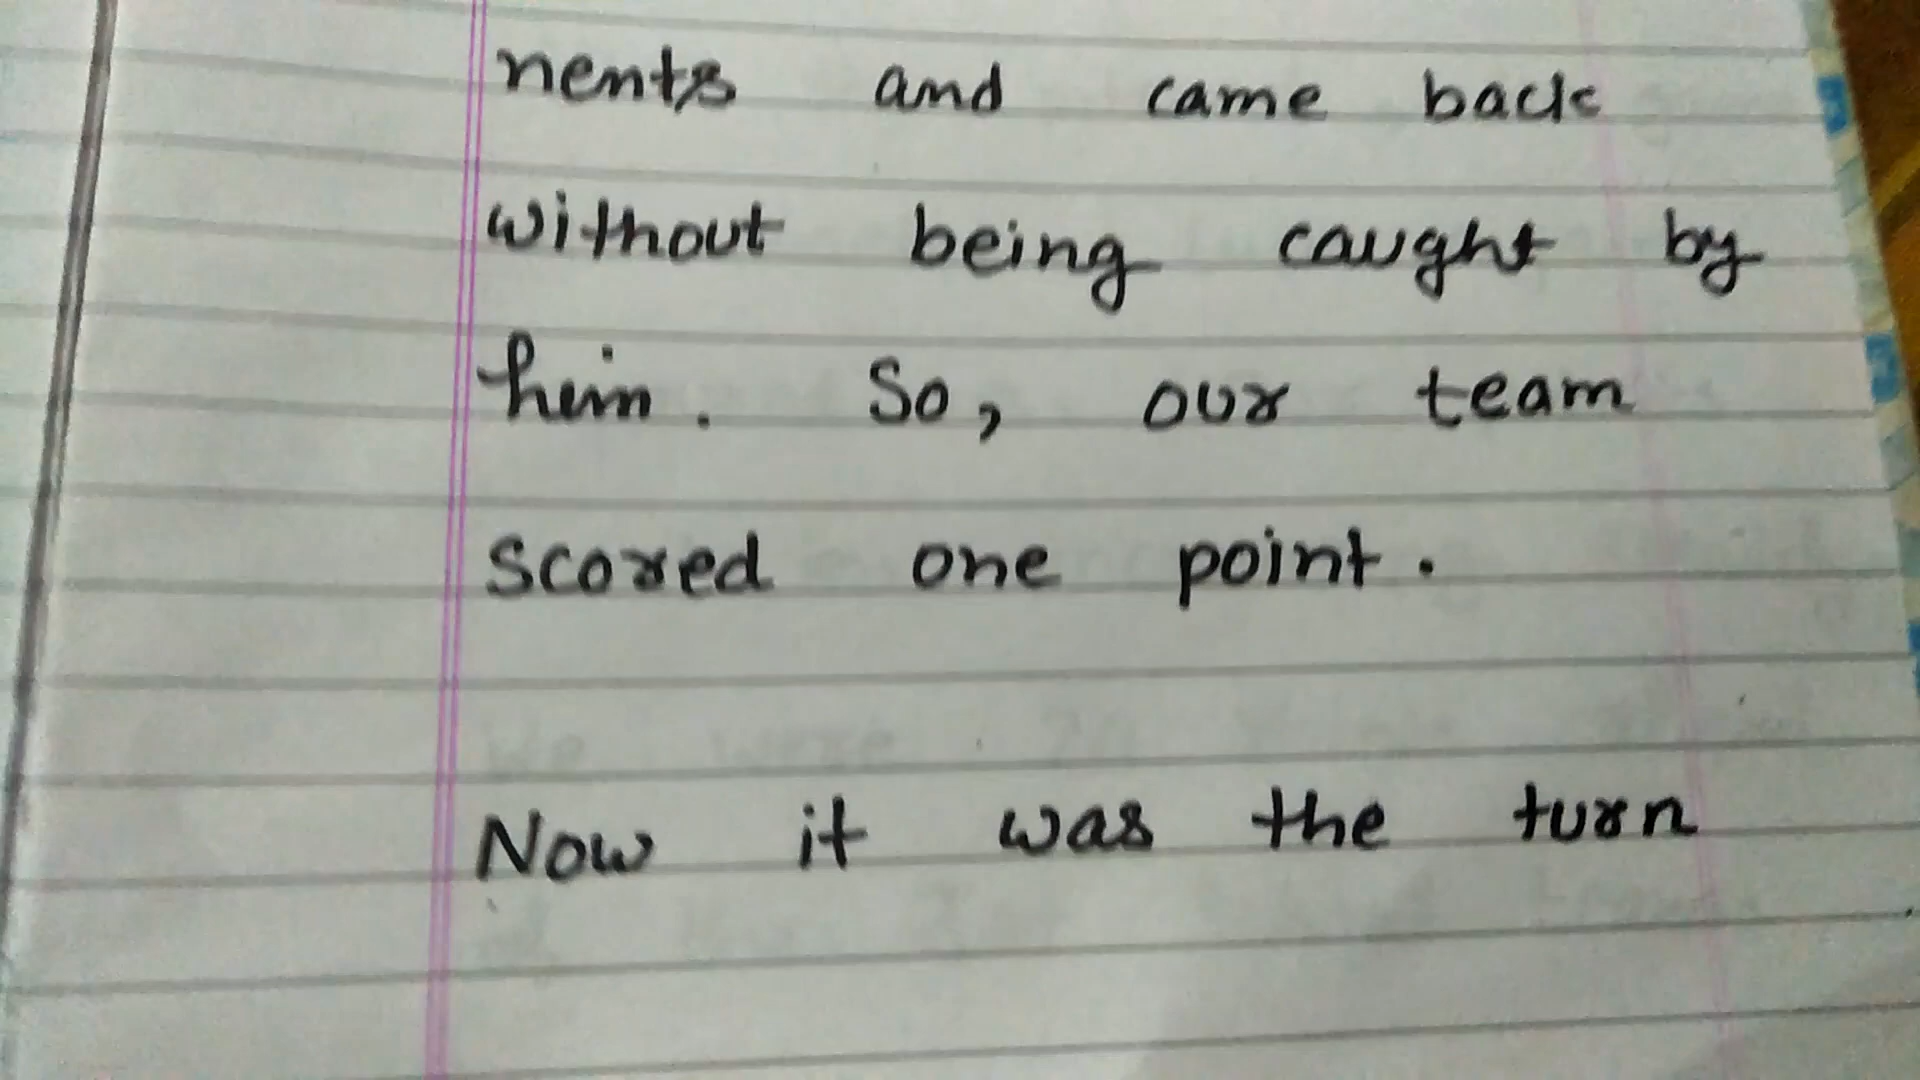 nents and came back
without being caught by
him. So, our team
scored one point.
Now it was the turn